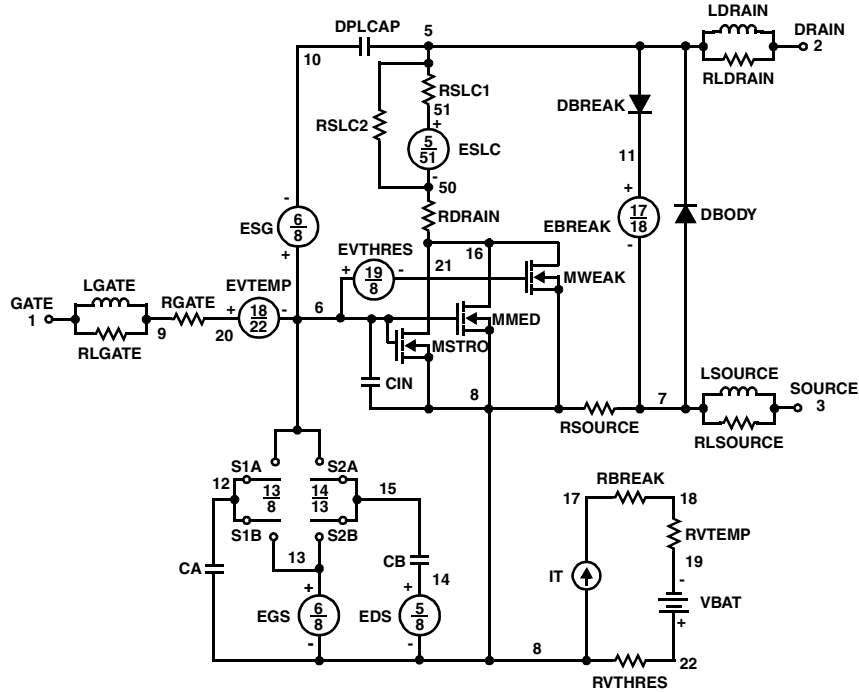 LDRAIN
DPLCAP
5
DRAIN
2
10
RLDRAIN
RSLC1
51
DBREAK
RSLC2
+
5
51
ESLC
-
50
11
-
ESG
6
8
+
RDRAIN
+
EBREAK
17
18
-
DBODY
EVTHRES
+
19
8
-
16
21
MWEAK
LGATE
GATE
1
RLGATE
9
RGATE
20
EVTEMP
+
18
22
-
6
MMED
MSTRO
CIN
8
RSOURCE
7
LSOURCE
SOURCE
3
RLSOURCE
S1A
S2A
12
13
8
14
13
15
S1B
S2B
13
CA
CB
14
+
EGS
6
8
-
+
EDS
5
8
-
RBREAK
17
18
RVTEMP
19
IT
-
VBAT
+
8
22
RVTHRES